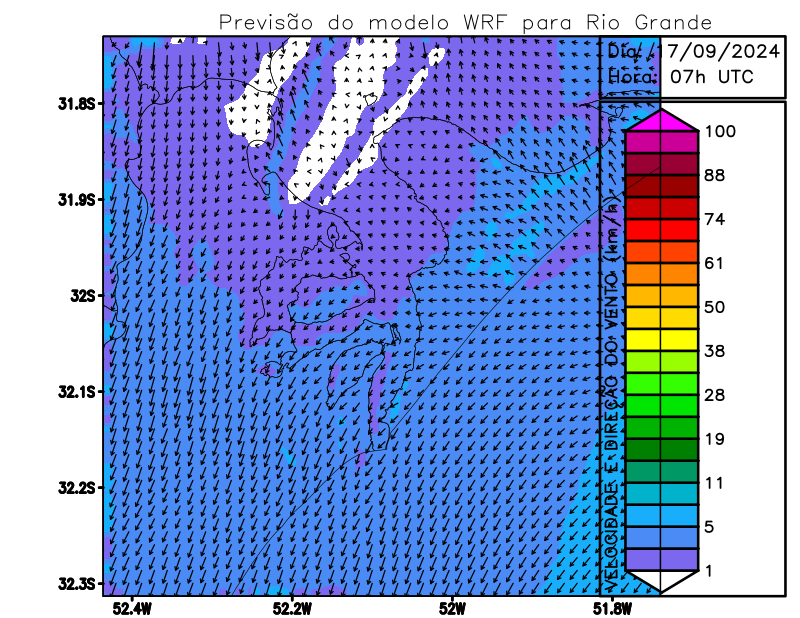 Previsão do modelo WRF para Rio Grande
Dia: 17/09/2024
Hora: 07h UTC
31.8S
31.9S
32S
32.1S
32.2S
32.3S
52.4W
52.2W
52W
51.8W
VELOCIDADE E DIREÇÃO DO VENTO (km/h)
100
88
74
61
50
38
28
19
11
5
1